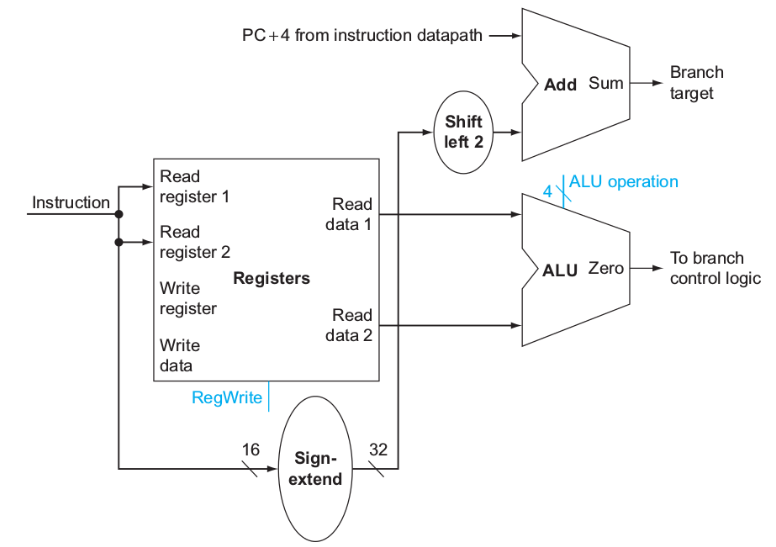 PC+4 from instruction datapath
Add Sum
Branch
target
Shift
left 2
4
ALU operation
Instruction
Read
register 1
Read
data 1
Read
register 2
Registers
Write
register
Write
data
Read
data 2
ALU Zero
To branch
control logic
RegWrite
16
Sign-
extend
32